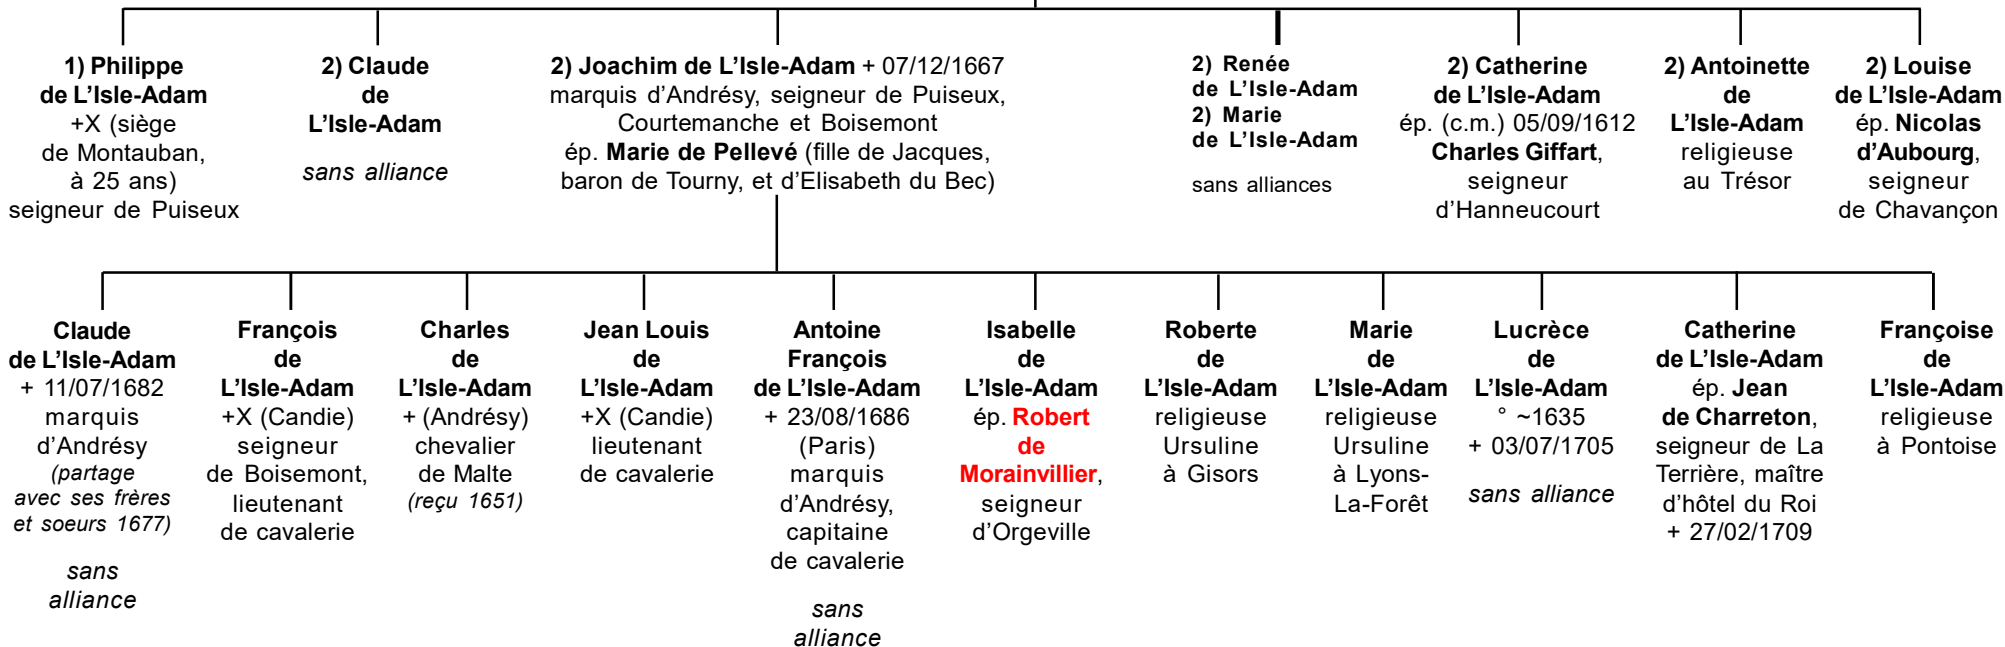 1) Philippe
de L'Isle-Adam
+X (siège
de Montauban,
à 25 ans)
seigneur de Puiseux
2) Claude
de
L'Isle-Adam
sans alliance
2) Joachim de L'Isle-Adam + 07/12/1667
marquis d'Andrésy, seigneur de Puiseux,
Courtemanche et Boisemont
ép. Marie de Pellevé (fille de Jacques,
baron de Tourny, et d'Elisabeth du Bec)
2) Renée
de L'Isle-Adam
2) Marie
de L'Isle-Adam
sans alliances
2) Catherine
de L'Isle-Adam
ép. (c.m.) 05/09/1612
Charles Giffart,
seigneur
d'Hanneucourt
2) Antoinette
de
L'Isle-Adam
religieuse
au Trésor
2) Louise
de L'Isle-Adam
ép. Nicolas
d'Aubourg,
seigneur
de Chavançon
Claude
de L'Isle-Adam
+ 11/07/1682
marquis
d'Andrésy
(partage
avec ses frères
et soeurs 1677)
sans
alliance
François
de
L'Isle-Adam
+X (Candie)
seigneur
de Boisemont,
lieutenant
de cavalerie
Charles
de
L'Isle-Adam
+ (Andrésy)
chevalier
de Malte
(reçu 1651)
Jean Louis
de
L'Isle-Adam
+X (Candie)
lieutenant
de cavalerie
Antoine
François
de L'Isle-Adam
+ 23/08/1686
(Paris)
marquis
d'Andrésy,
capitaine
de cavalerie
sans
alliance
Isabelle
de
L'Isle-Adam
ép. Robert
de
Morainvillier,
seigneur
d'Orgeville
Roberte
de
L'Isle-Adam
religieuse
Ursuline
à Gisors
Marie
de
L'Isle-Adam
religieuse
Ursuline
à Lyons-
La-Forêt
Lucrèce
de
L'Isle-Adam
° ~1635
+ 03/07/1705
sans alliance
Catherine
de L'Isle-Adam
ép. Jean
de Charreton,
seigneur de La
Terrière, maître
d'hôtel du Roi
+ 27/02/1709
Françoise
de
L'Isle-Adam
religieuse
à Pontoise